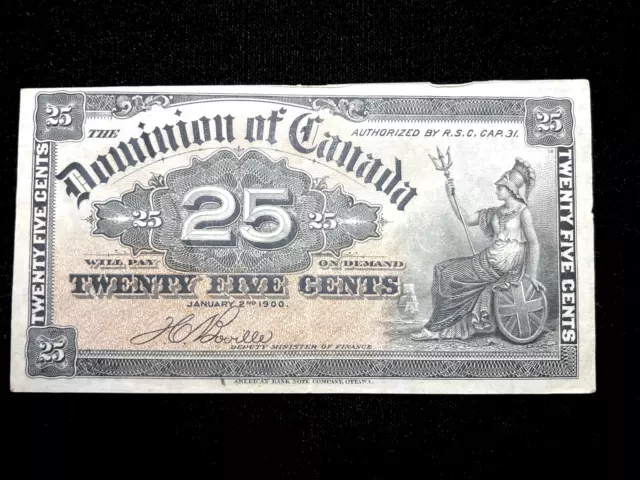 25
25
THE Dominion of Canada
AUTHORIZED BY R.S.C. CAP. 31.
TWENTY FIVE CENTS
25 25 25
TWENTY FIVE CENTS
WILL PAY ON DEMAND
TWENTY FIVE CENTS
JANUARY 2ND 1900.
J C Boville
DEPUTY MINISTER OF FINANCE
25
25
AMERICAN BANK NOTE COMPANY, OTTAWA.